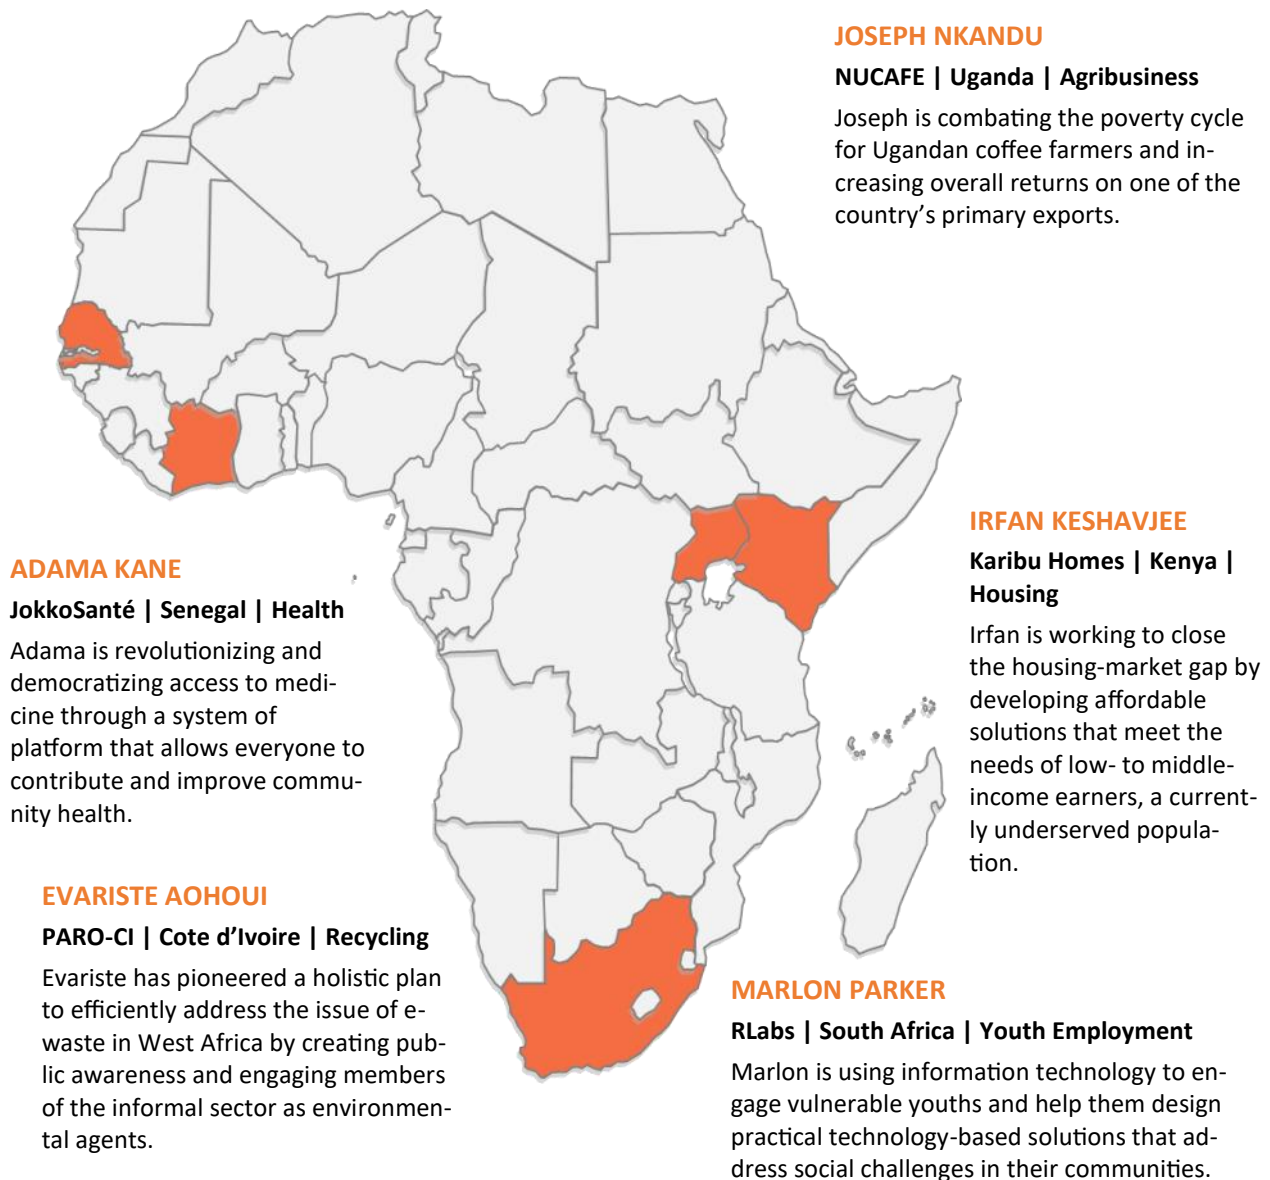 JOSEPH NKANDU
NUCAFE | Uganda | Agribusiness
Joseph is combating the poverty cycle
for Ugandan coffee farmers and in-
creasing overall returns on one of the
country’s primary exports.
IRFAN KESHAVJEE
Karibu Homes | Kenya |
Housing
Irfan is working to close
the housing-market gap by
developing affordable
solutions that meet the
needs of low- to middle-
income earners, a current-
ly underserved popula-
tion.
ADAMA KANE
JokkoSanté | Senegal | Health
Adama is revolutionizing and
democratizing access to medi-
cine through a system of
platform that allows everyone to
contribute and improve commu-
nity health.
EVARISTE AOHOUI
PARO-CI | Cote d’Ivoire | Recycling
Evariste has pioneered a holistic plan
to efficiently address the issue of e-
waste in West Africa by creating pub-
lic awareness and engaging members
of the informal sector as environmen-
tal agents.
MARLON PARKER
RLabs | South Africa | Youth Employment
Marlon is using information technology to en-
gage vulnerable youths and help them design
practical technology-based solutions that ad-
dress social challenges in their communities.